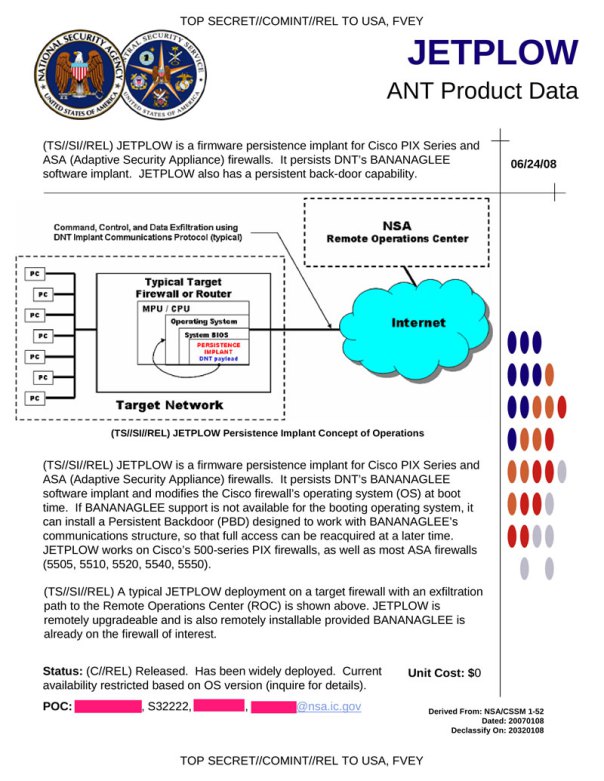 TOP SECRET//COMINT//REL TO USA, FVEY
NATIONAL SECURITY AGENCY
UNITED STATES OF AMERICA
CENTRAL SECURITY SERVICE
JETPLOW
ANT Product Data
(TS//SI//REL) JETPLOW is a firmware persistence implant for Cisco PIX Series and
ASA (Adaptive Security Appliance) firewalls. It persists DNT's BANANAGLEE
software implant. JETPLOW also has a persistent back-door capability.
06/24/08
Command, Control, and Data Exfiltration using
DNT Implant Communications Protocol (typical)
NSA
Remote Operations Center
PC
PC
PC
PC
PC
PC
PC
Typical Target
Firewall or Router
MPU / CPU
Operating System
System BIOS
PERSISTENCE
IMPLANT
DNT payload
Internet
Target Network
(TS//SI//REL) JETPLOW Persistence Implant Concept of Operations
(TS//SI//REL) JETPLOW is a firmware persistence implant for Cisco PIX Series and
ASA (Adaptive Security Appliance) firewalls. It persists DNT's BANANAGLEE
software implant and modifies the Cisco firewall's operating system (OS) at boot
time. If BANANAGLEE support is not available for the booting operating system, it
can install a Persistent Backdoor (PBD) designed to work with BANANAGLEE's
communications structure, so that full access can be reacquired at a later time.
JETPLOW works on Cisco's 500-series PIX firewalls, as well as most ASA firewalls
(5505, 5510, 5520, 5540, 5550).
(TS//SI//REL) A typical JETPLOW deployment on a target firewall with an exfiltration
path to the Remote Operations Center (ROC) is shown above. JETPLOW is
remotely upgradeable and is also remotely installable provided BANANAGLEE is
already on the firewall of interest.
Status: (C//REL) Released. Has been widely deployed. Current
availability restricted based on OS version (inquire for details).
Unit Cost: $0
POC: , S32222, , @nsa.ic.gov
Derived From: NSA/CSSM 1-52
Dated: 20070108
Declassify On: 20320108
TOP SECRET//COMINT//REL TO USA, FVEY